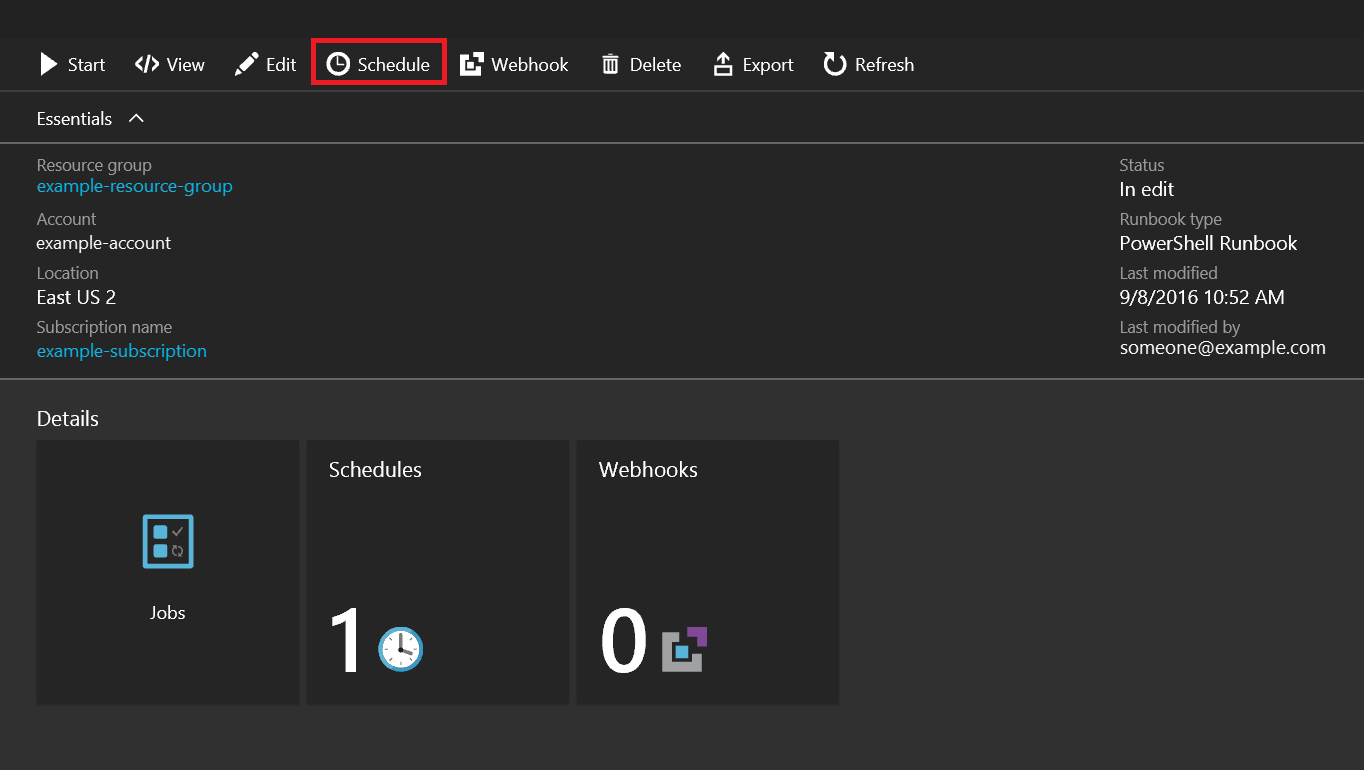 Start View Edit Schedule Webhook Delete Export Refresh
Essentials
Resource group
example-resource-group
Account
example-account
Location
East US 2
Subscription name
example-subscription
Status
In edit
Runbook type
PowerShell Runbook
Last modified
9/8/2016 10:52 AM
Last modified by
someone@example.com
Details
Jobs
Schedules
1
Webhooks
0